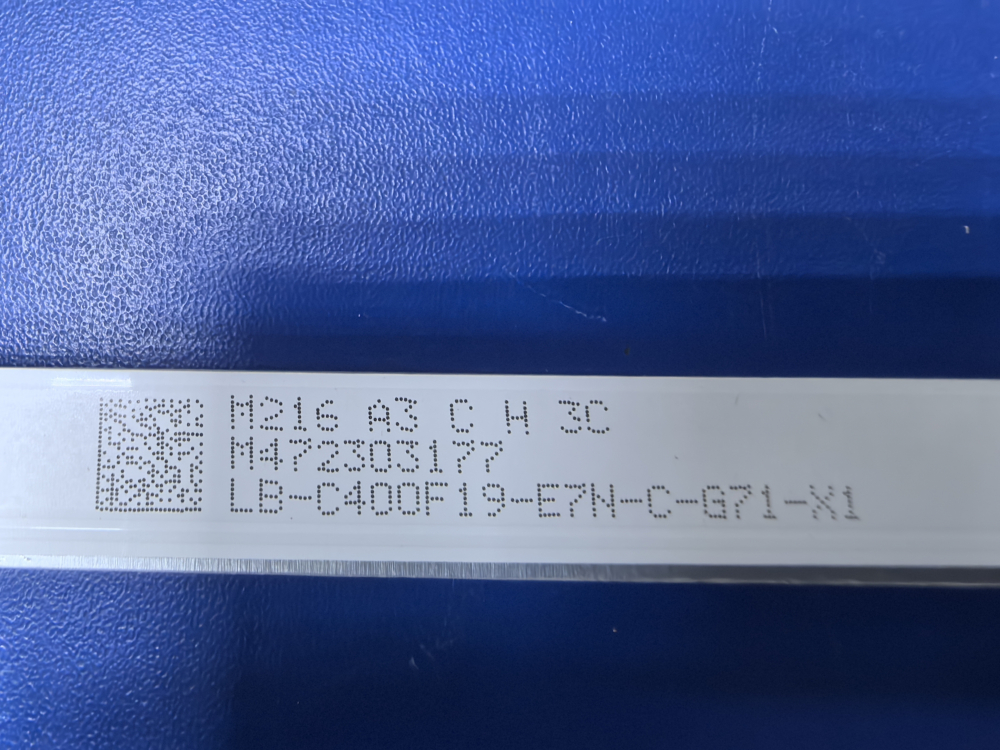 M216 A3 C H 3C
M472303177
LB-C400F19-E7N-C-G71-X1